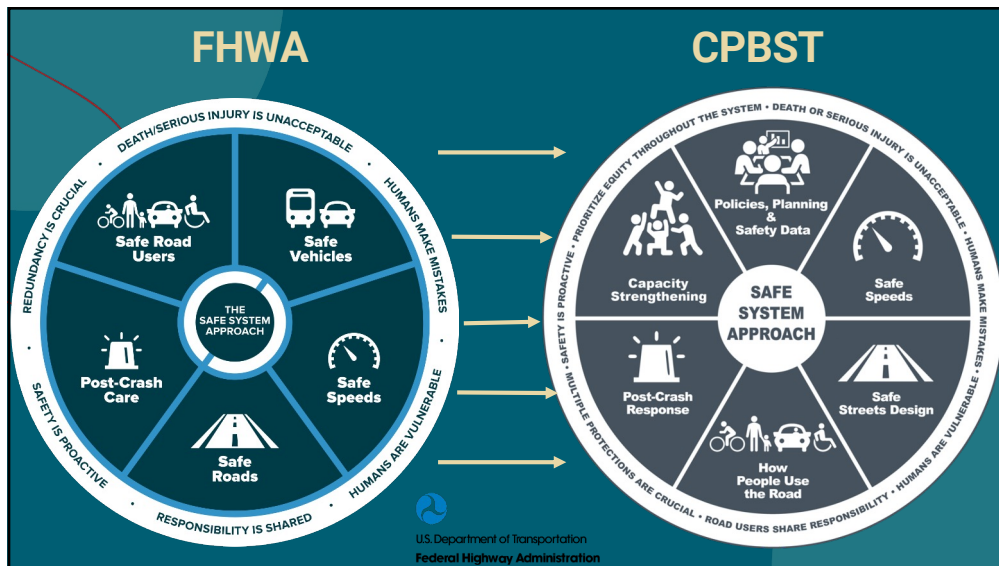 FHWA
CPBST
DEATH/SERIOUS INJURY IS UNACCEPTABLE •
HUMANS MAKE MISTAKES •
HUMANS ARE VULNERABLE •
RESPONSIBILITY IS SHARED •
SAFETY IS PROACTIVE •
REDUNDANCY IS CRUCIAL •
Safe Road
Users
Safe
Vehicles
THE
SAFE SYSTEM
APPROACH
Post-Crash
Care
Safe
Speeds
Safe
Roads
PRIORITIZE EQUITY THROUGHOUT THE SYSTEM •
DEATH OR SERIOUS INJURY IS UNACCEPTABLE •
HUMANS MAKE MISTAKES •
HUMANS ARE VULNERABLE •
ROAD USERS SHARE RESPONSIBILITY •
MULTIPLE PROTECTIONS ARE CRUCIAL •
SAFETY IS PROACTIVE •
Policies, Planning
&
Safety Data
Capacity
Strengthening
Safe
Speeds
SAFE
SYSTEM
APPROACH
Post-Crash
Response
Safe
Streets Design
How
People Use
the Road
U.S. Department of Transportation
Federal Highway Administration